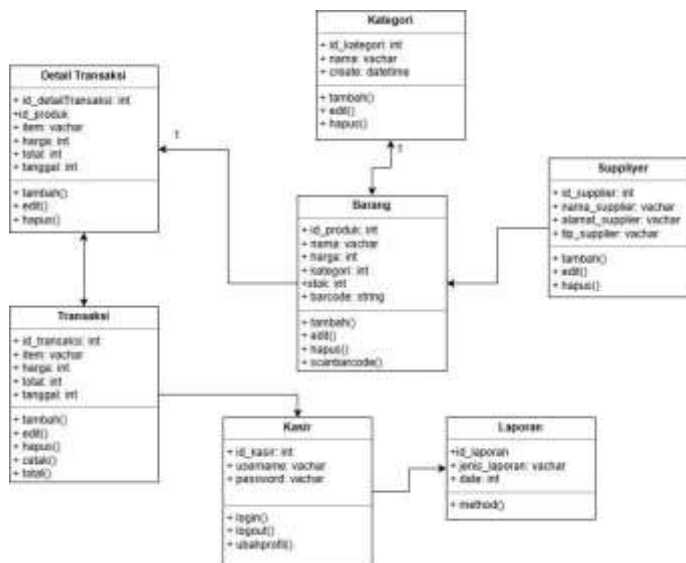 Kategori
+ id_kategori: int
+ nama: vachar
+ create: datetime
+ tambah()
+ edit()
+ hapus()
Detail Transaksi
+ id_detailTransaksi: int
+id_produk
+ item: vachar
+ harga: int
+ total: int
+ tanggal: int
+ tambah()
+ edit()
+ hapus()
1
1
Suppliyer
+ id_supplier: int
+ nama_supplier: vachar
+ alamat_supplier: vachar
+ tlp_supplier: vachar
+ tambah()
+ edit()
+ hapus()
Barang
+ id_produk: int
+ nama: vachar
+ harga: int
+ kategori: int
+stok: int
+ barcode: string
+ tambah()
+ edit()
+ hapus()
+ scanbarcode()
Transaksi
+ id_transaksi: int
+ item: vachar
+ harga: int
+ total: int
+ tanggal: int
+ tambah()
+ edit()
+ hapus()
+ cetak()
+ total()
Kasir
+ id_kasir: int
+ username: vachar
+ password: vachar
+ login()
+ logout()
+ ubahprofil()
Laporan
+id_laporan
+ jenis_laporan: vachar
+ date: int
+ method()